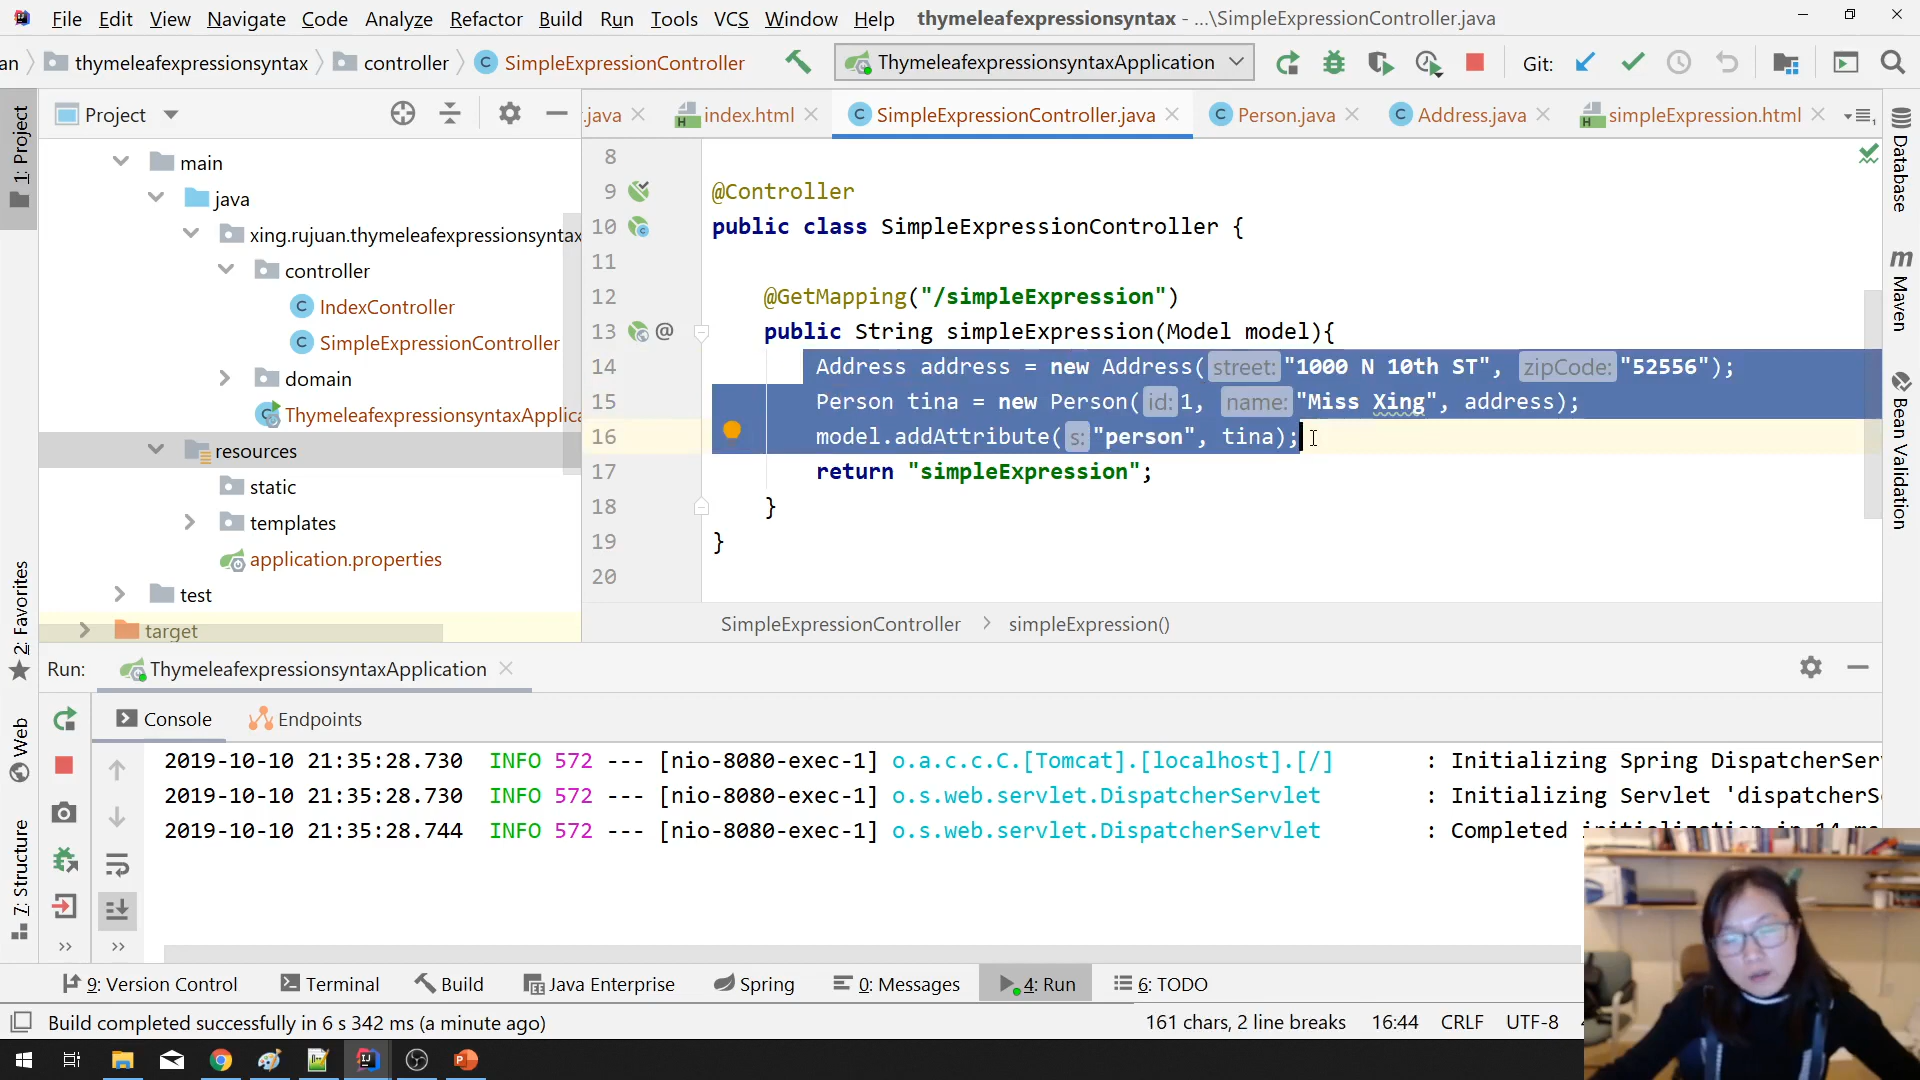 File Edit View Navigate Code Analyze Refactor Build Run Tools VCS Window Help thymeleafexpressionsyntax - ...\SimpleExpressionController.java
an thymeleafexpressionsyntax controller SimpleExpressionController ThymeleafexpressionsyntaxApplication Git:
Project
.java index.html SimpleExpressionController.java Person.java Address.java simpleExpression.html
1: Project
2: Favorites
Web
7: Structure
main
java
xing.rujuan.thymeleafexpressionsyntax
controller
IndexController
SimpleExpressionController
domain
ThymeleafexpressionsyntaxApplica
resources
static
templates
application.properties
test
target
8
9 @Controller
10 public class SimpleExpressionController {
11
12 @GetMapping("/simpleExpression")
13 @ public String simpleExpression(Model model){
14 Address address = new Address( street: "1000 N 10th ST", zipCode: "52556");
15 Person tina = new Person( id: 1, name: "Miss Xing", address);
16 model.addAttribute( s: "person", tina);
17 return "simpleExpression";
18 }
19 }
20
SimpleExpressionController simpleExpression()
Database
m Maven
Bean Validation
Run: ThymeleafexpressionsyntaxApplication
Console Endpoints
2019-10-10 21:35:28.730 INFO 572 --- [nio-8080-exec-1] o.a.c.c.C.[Tomcat].[localhost].[/] : Initializing Spring DispatcherSer
2019-10-10 21:35:28.730 INFO 572 --- [nio-8080-exec-1] o.s.web.servlet.DispatcherServlet : Initializing Servlet 'dispatcherS
2019-10-10 21:35:28.744 INFO 572 --- [nio-8080-exec-1] o.s.web.servlet.DispatcherServlet : Completed initialization in 14 ms
9: Version Control Terminal Build Java Enterprise Spring 0: Messages 4: Run 6: TODO
Build completed successfully in 6 s 342 ms (a minute ago) 161 chars, 2 line breaks 16:44 CRLF UTF-8